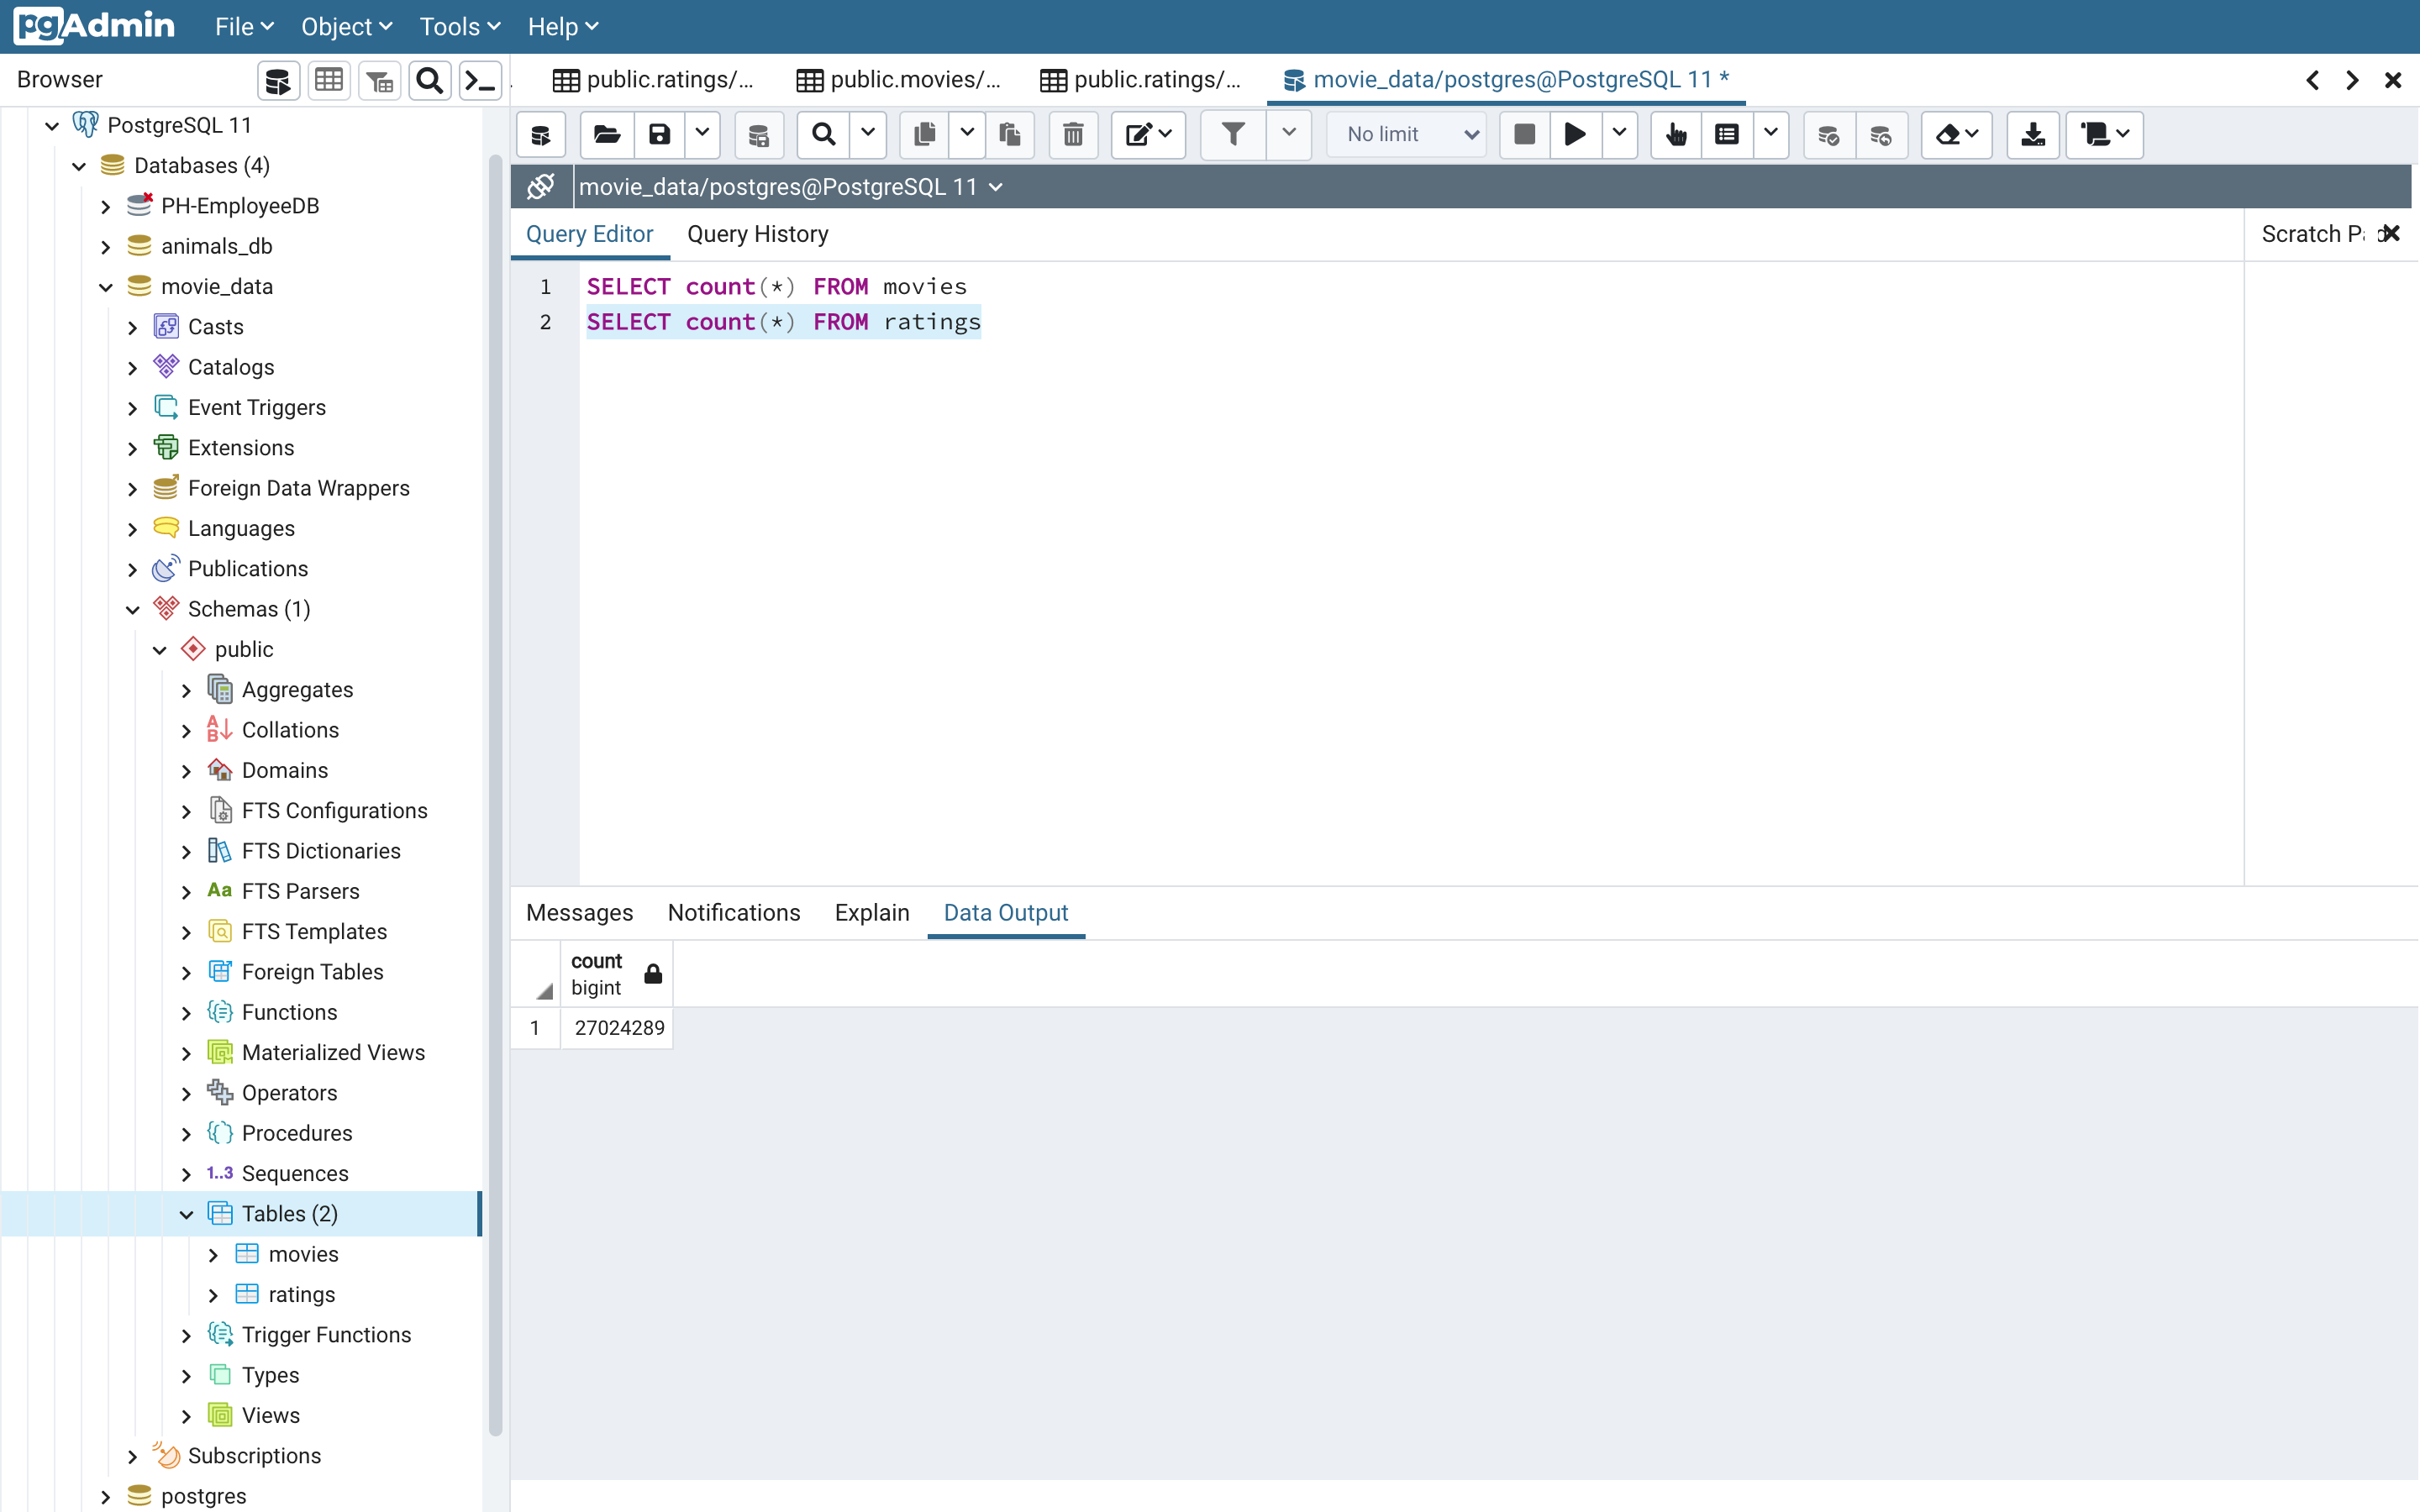 pgAdmin File Object Tools Help
Browser
public.ratings/... public.movies/... public.ratings/... movie_data/postgres@PostgreSQL 11 *
No limit
movie_data/postgres@PostgreSQL 11
Query Editor Query History
Scratch
1 SELECT count(*) FROM movies
2 SELECT count(*) FROM ratings
PostgreSQL 11
Databases (4)
PH-EmployeeDB
animals_db
movie_data
Casts
Catalogs
Event Triggers
Extensions
Foreign Data Wrappers
Languages
Publications
Schemas (1)
public
Aggregates
Collations
Domains
FTS Configurations
FTS Dictionaries
Aa FTS Parsers
FTS Templates
Foreign Tables
Functions
Materialized Views
Operators
Procedures
1..3 Sequences
Tables (2)
movies
ratings
Trigger Functions
Types
Views
Subscriptions
postgres
Messages Notifications Explain Data Output
count
bigint
1 27024289